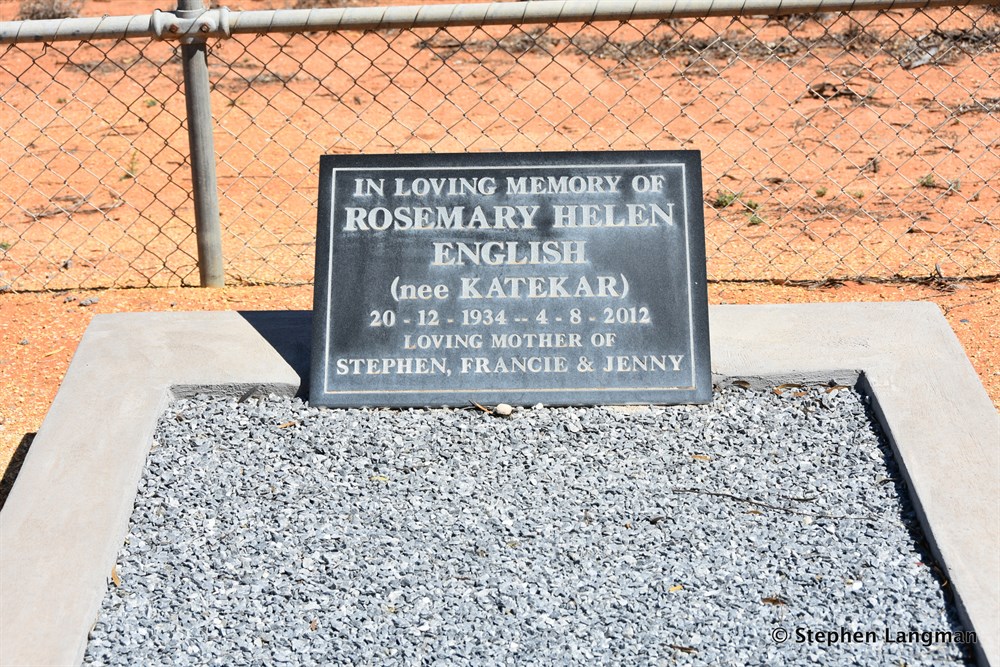 IN LOVING MEMORY OF
ROSEMARY HELEN
ENGLISH
(nee KATEKAR)
20 - 12 - 1934 -- 4 - 8 - 2012
LOVING MOTHER OF
STEPHEN, FRANCIE & JENNY
© Stephen Langman